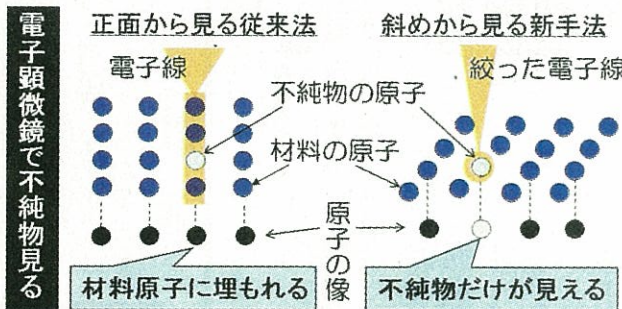 電子顕微鏡で不純物見る
正面から見る従来法
斜めから見る新手法
電子線
絞った電子線
不純物の原子
材料の原子
原子の像
材料原子に埋もれる
不純物だけが見える